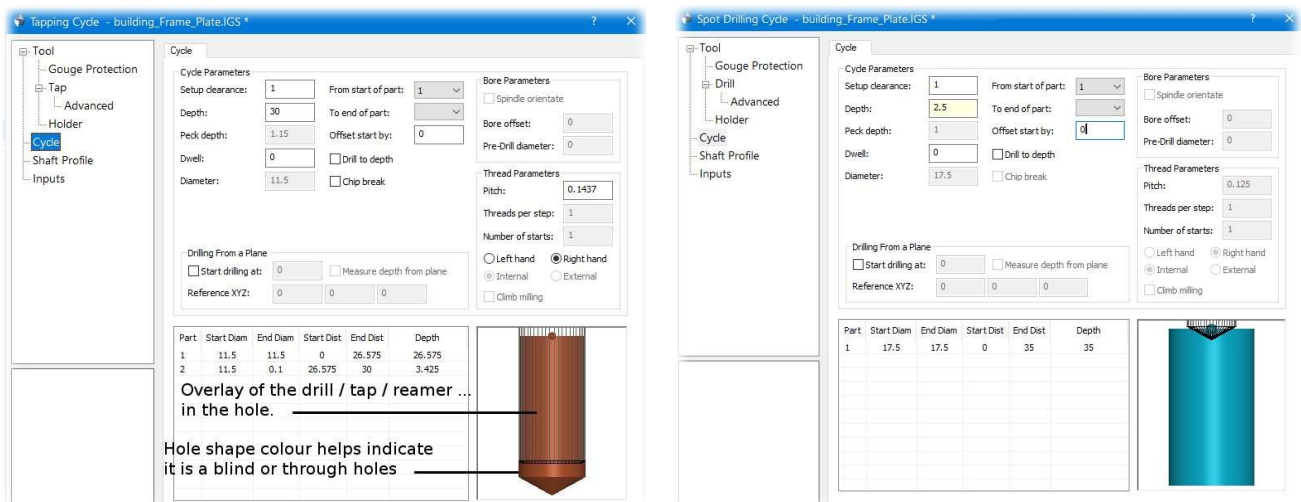 Tapping Cycle - building_Frame_Plate.IGS *
? X
Tool
Gouge Protection
Tap
Advanced
Holder
Cycle
Shaft Profile
Inputs
Cycle
Cycle Parameters
Setup clearance: 1 From start of part: 1
Depth: 30 To end of part:
Peck depth: 1.15 Offset start by: 0
Dwell: 0 Drill to depth
Diameter: 11.5 Chip break
Bore Parameters
Spindle orientate
Bore offset: 0
Pre-Drill diameter: 0
Thread Parameters
Pitch: 0.1437
Threads per step: 1
Number of starts: 1
Left hand Right hand
Internal External
Climb milling
Drilling From a Plane
Start drilling at: 0 Measure depth from plane
Reference XYZ: 0 0 0
Part Start Diam End Diam Start Dist End Dist Depth
1 11.5 11.5 0 26.575 26.575
2 11.5 0.1 26.575 30 3.425
Overlay of the drill / tap / reamer ...
in the hole.
Hole shape colour helps indicate
it is a blind or through holes
Spot Drilling Cycle - building_Frame_Plate.IGS *
? X
Tool
Gouge Protection
Drill
Advanced
Holder
Cycle
Shaft Profile
Inputs
Cycle
Cycle Parameters
Setup clearance: 1 From start of part: 1
Depth: 2.5 To end of part:
Peck depth: 1 Offset start by: 0
Dwell: 0 Drill to depth
Diameter: 17.5 Chip break
Bore Parameters
Spindle orientate
Bore offset: 0
Pre-Drill diameter: 0
Thread Parameters
Pitch: 0.125
Threads per step: 1
Number of starts: 1
Left hand Right hand
Internal External
Climb milling
Drilling From a Plane
Start drilling at: 0 Measure depth from plane
Reference XYZ: 0 0 0
Part Start Diam End Diam Start Dist End Dist Depth
1 17.5 17.5 0 35 35